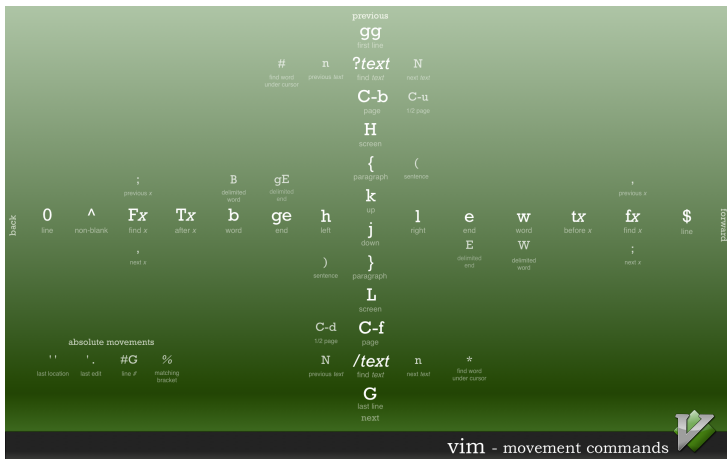 previous
gg
first line
# n ?text N
find word under cursor previous text find text next text
C-b C-u
page 1/2 page
H
screen
{ (
paragraph sentence
; B gE k ,
previous x delimited word delimited end up previous x
back 0 ^ Fx Tx b ge h l e w tx fx $ forward
line non-blank find x after x word end left right end word before x find x line
j
down
, ) } E W ;
next x sentence paragraph delimited end delimited word next x
L
screen
C-d C-f
1/2 page page
absolute movements
' ' ' . #G % N /text n *
last location last edit line # matching bracket previous text find text next text find word under cursor
G
last line
next
vim - movement commands